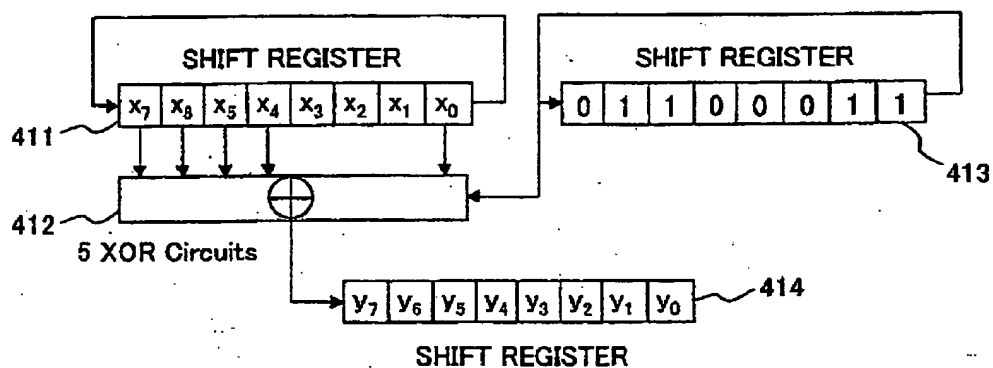 SHIFT REGISTER
SHIFT REGISTER
x₇ x₈ x₅ x₄ x₃ x₂ x₁ x₀
0 1 1 0 0 0 1 1
411
413
412
5 XOR Circuits
y₇ y₆ y₅ y₄ y₃ y₂ y₁ y₀
414
SHIFT REGISTER